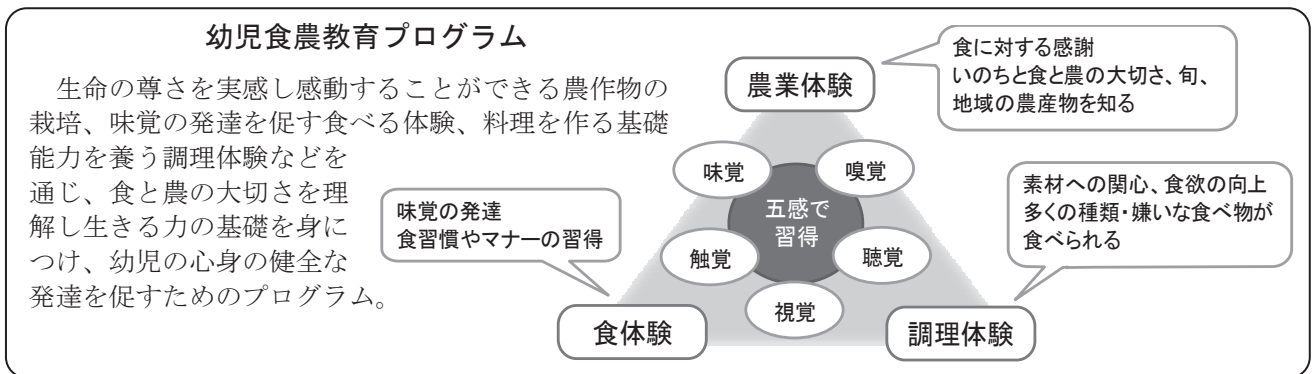 幼児食農教育プログラム
　生命の尊さを実感し感動することができる農作物の
栽培、味覚の発達を促す食べる体験、料理を作る基礎
能力を養う調理体験などを
通じ、食と農の大切さを理
解し生きる力の基礎を身に
つけ、幼児の心身の健全な
発達を促すためのプログラム。
農業体験
食に対する感謝
いのちと食と農の大切さ、旬、
地域の農産物を知る
味覚
嗅覚
五感で
習得
触覚
聴覚
視覚
味覚の発達
食習慣やマナーの習得
食体験
素材への関心、食欲の向上
多くの種類・嫌いな食べ物が
食べられる
調理体験